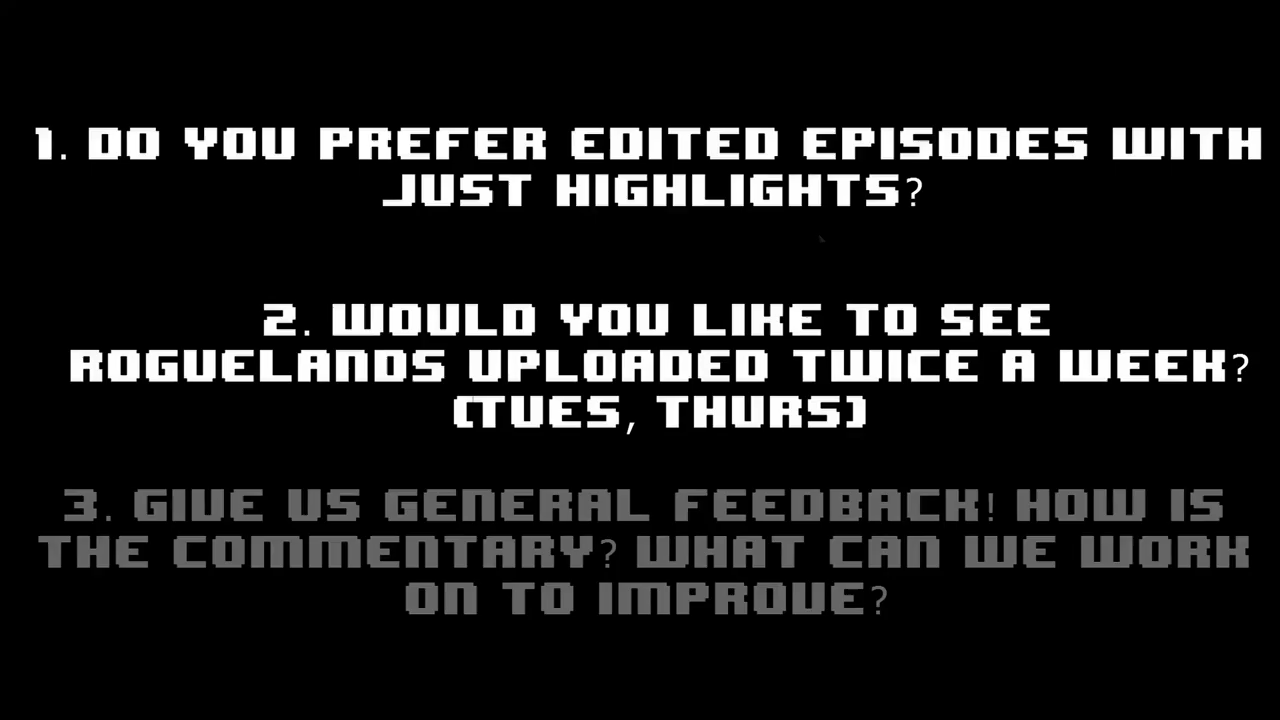 1. DO YOU PREFER EDITED EPISODES WITH
JUST HIGHLIGHTS?
2. WOULD YOU LIKE TO SEE
ROGUELANDS UPLOADED TWICE A WEEK?
(TUES, THURS)
3. GIVE US GENERAL FEEDBACK! HOW IS
THE COMMENTARY? WHAT CAN WE WORK
ON TO IMPROVE?